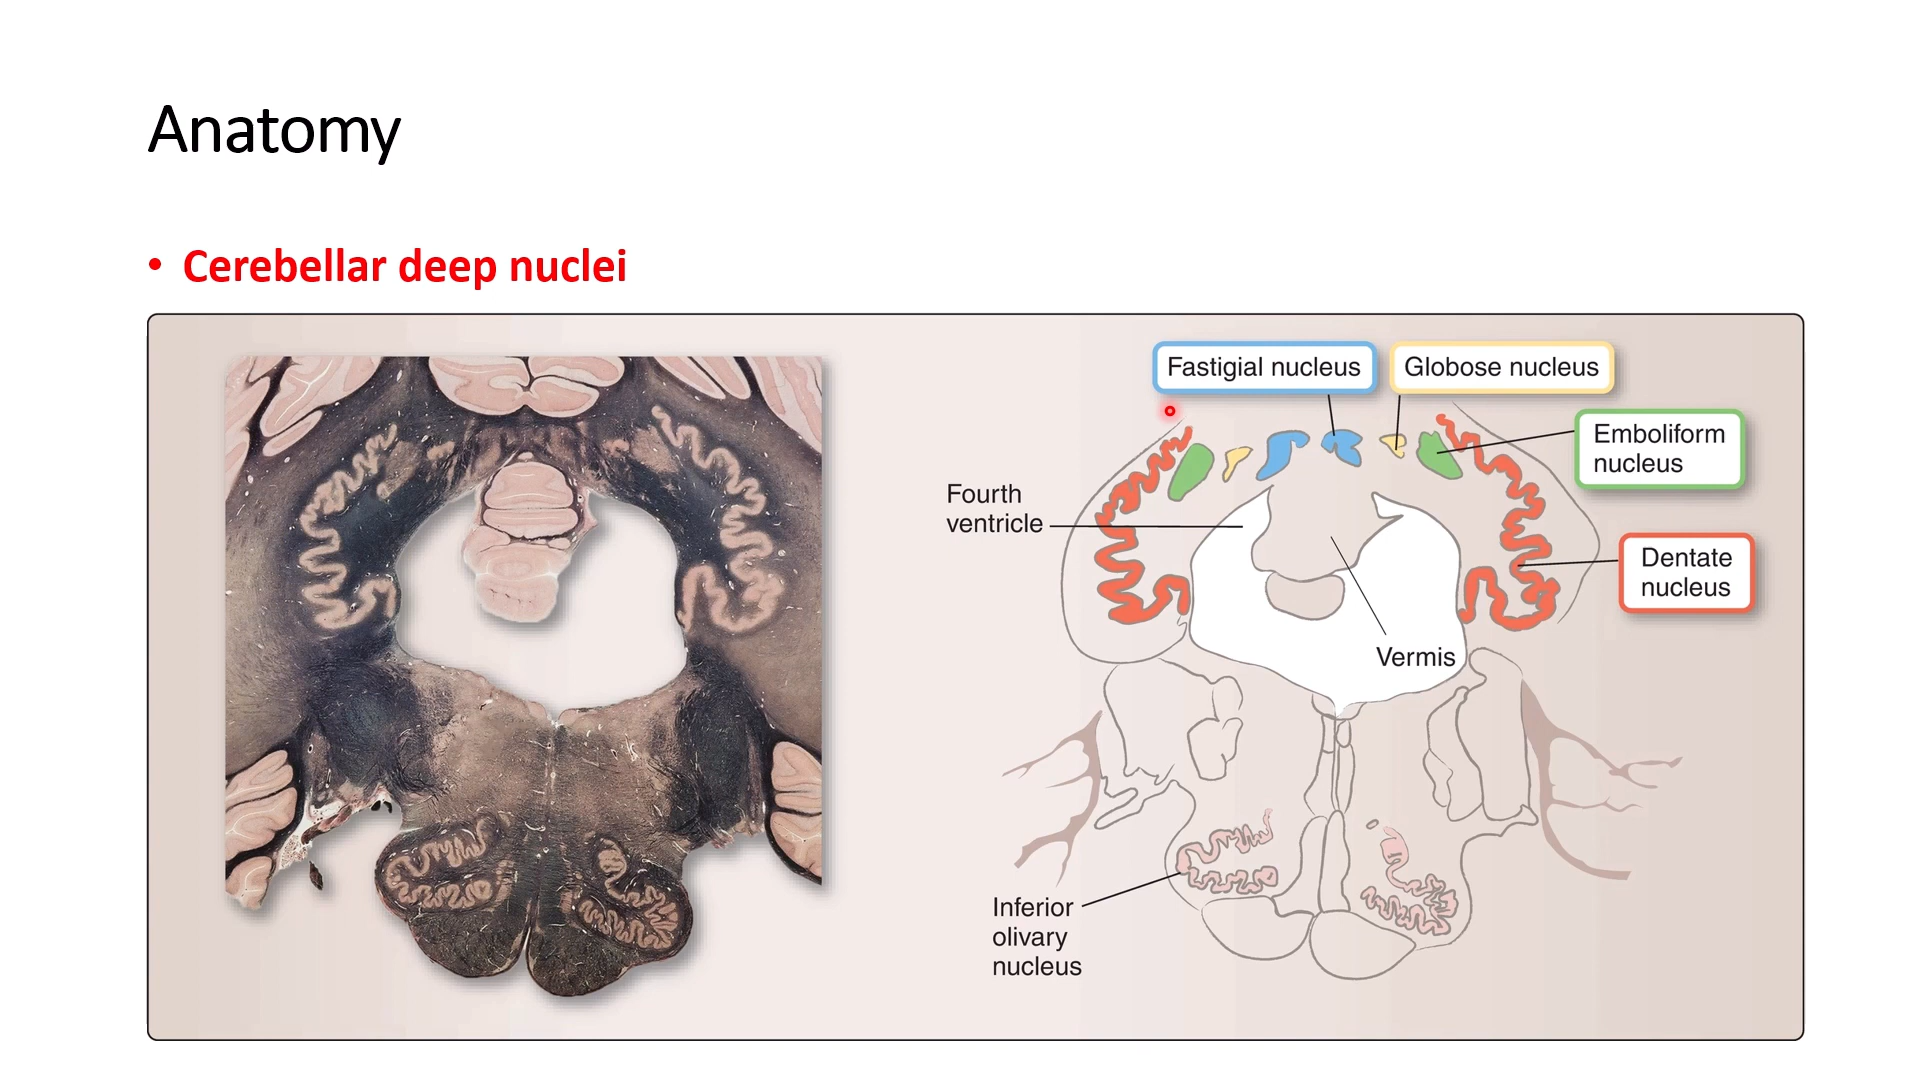 Anatomy
• Cerebellar deep nuclei
Fastigial nucleus
Globose nucleus
Emboliform
nucleus
Fourth
ventricle
Dentate
nucleus
Vermis
Inferior
olivary
nucleus